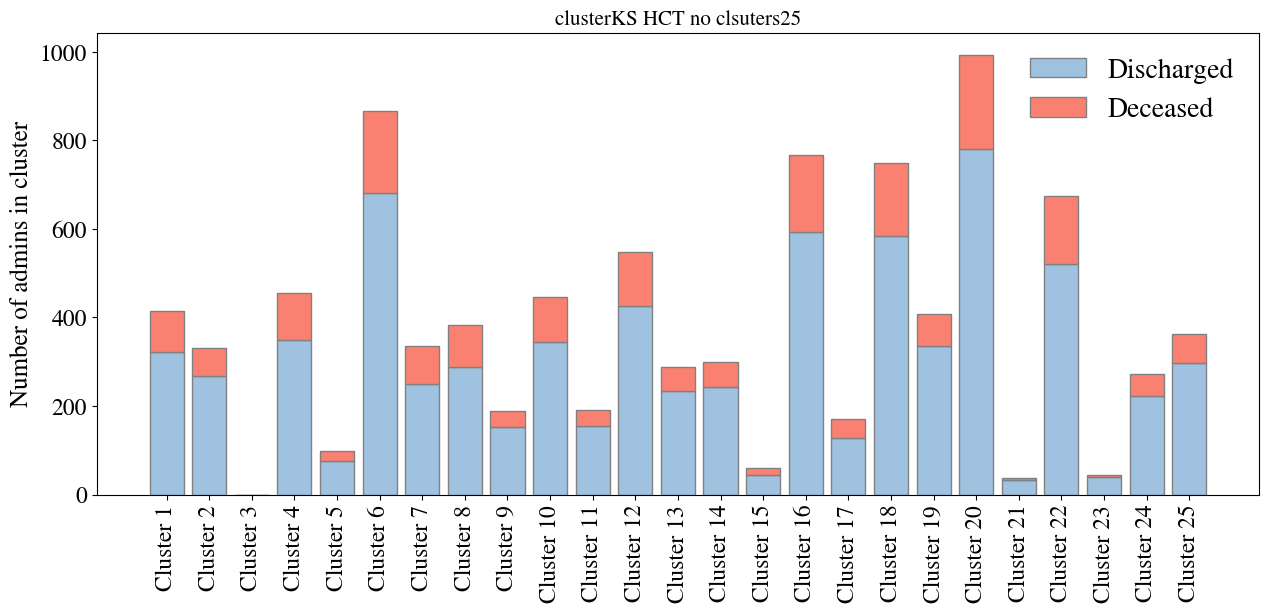 clusterKS HCT no clsuters25
Number of admins in cluster
1000
800
600
400
200
0
Discharged
Deceased
Cluster 1
Cluster 2
Cluster 3
Cluster 4
Cluster 5
Cluster 6
Cluster 7
Cluster 8
Cluster 9
Cluster 10
Cluster 11
Cluster 12
Cluster 13
Cluster 14
Cluster 15
Cluster 16
Cluster 17
Cluster 18
Cluster 19
Cluster 20
Cluster 21
Cluster 22
Cluster 23
Cluster 24
Cluster 25